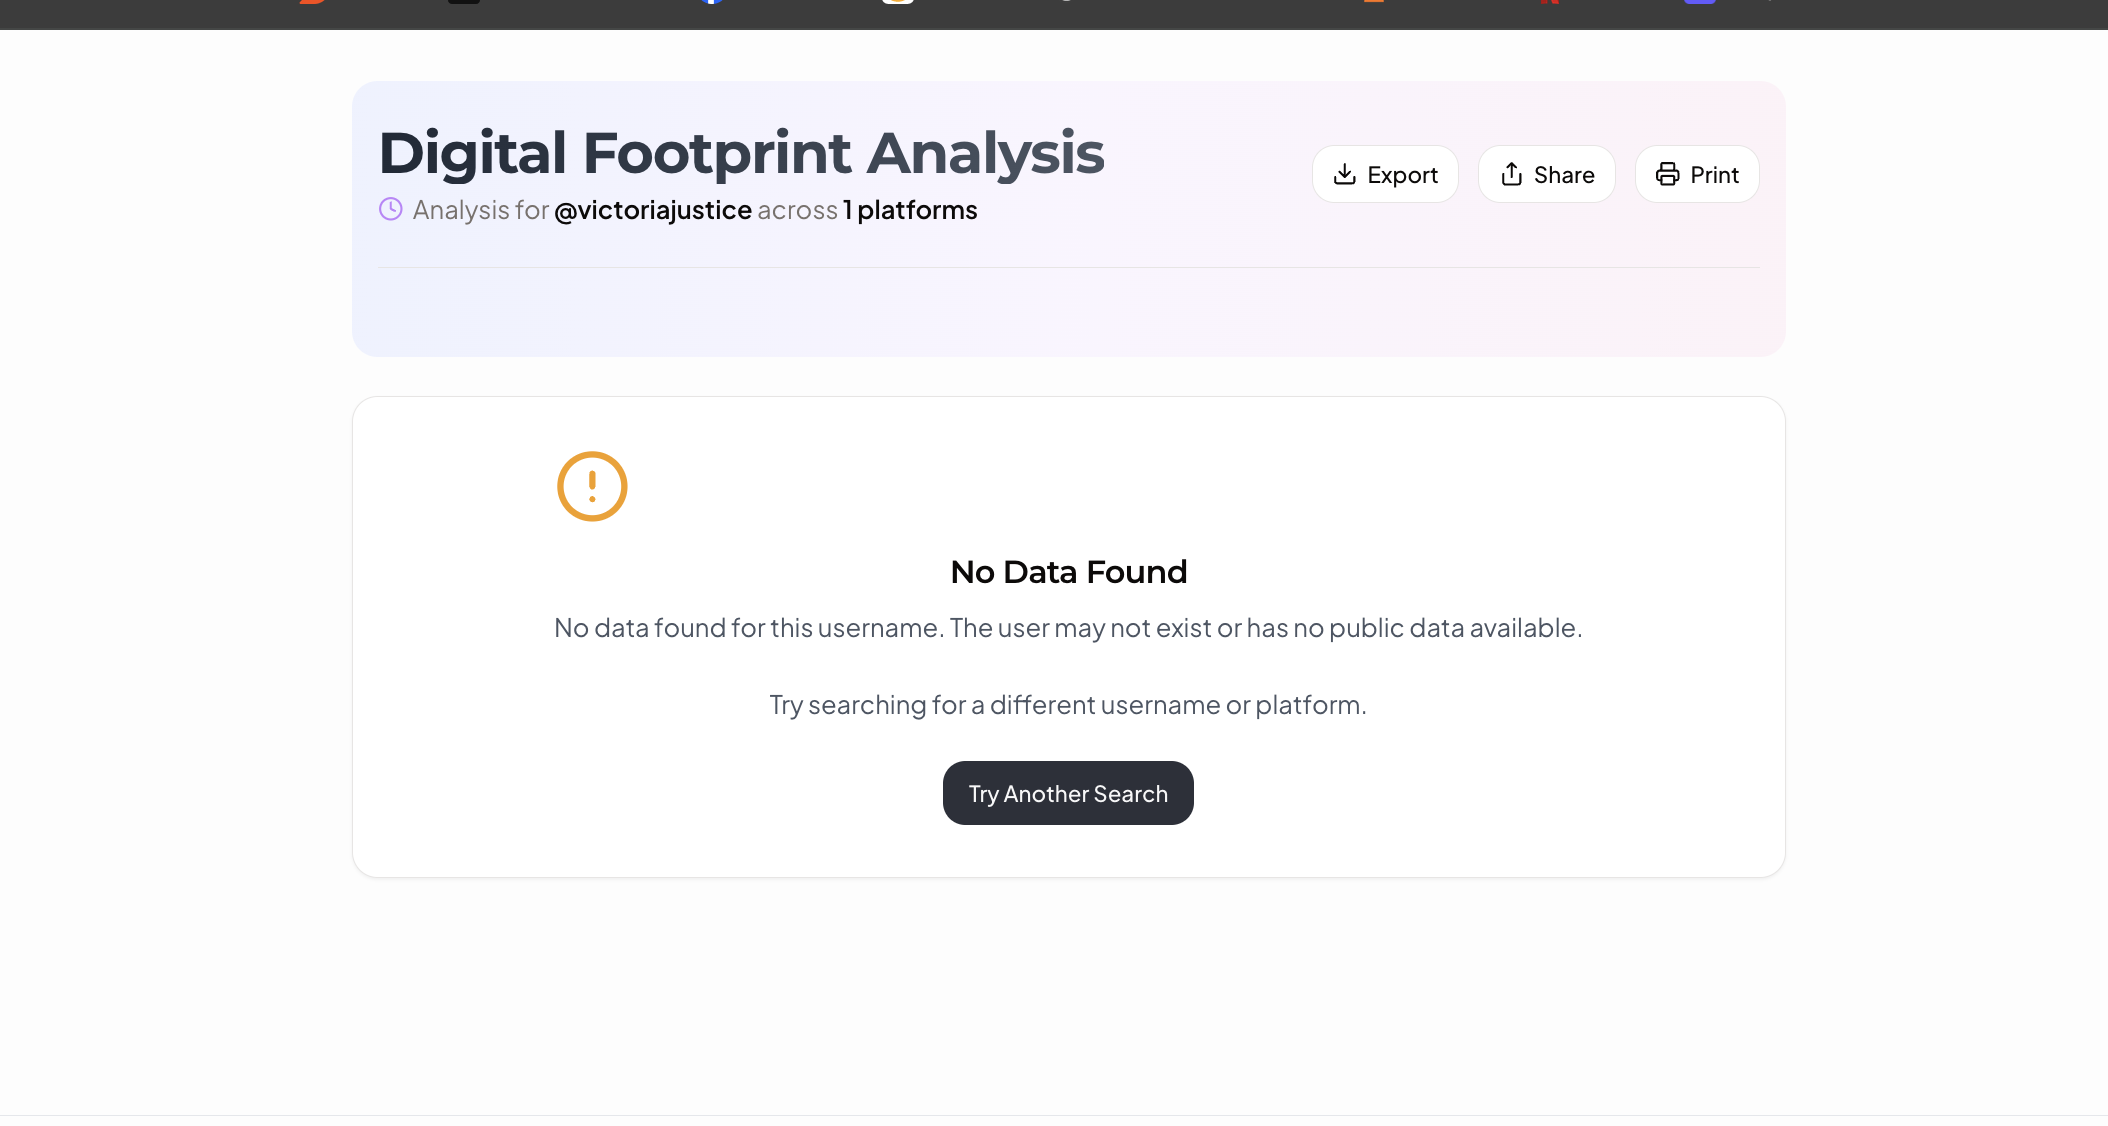 Digital Footprint Analysis
Analysis for @victoriajustice across 1 platforms
Export
Share
Print
No Data Found
No data found for this username. The user may not exist or has no public data available.
Try searching for a different username or platform.
Try Another Search